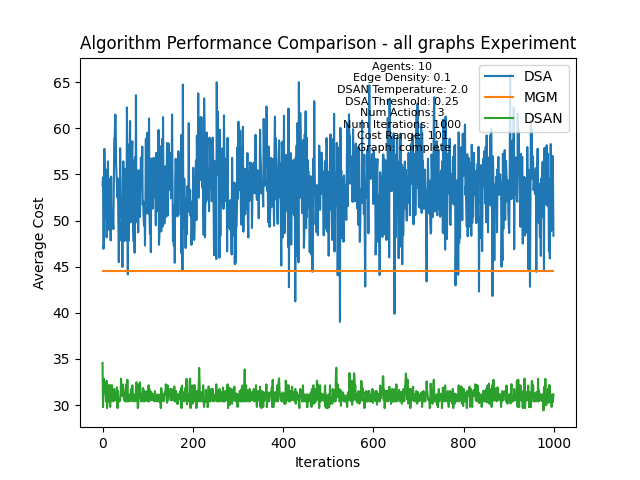 Algorithm Performance Comparison - all graphs Experiment
Agents: 10
Edge Density: 0.1
DSAN Temperature: 2.0
DSA Threshold: 0.25
Num Actions: 3
Num Iterations: 1000
Cost Range: 101
Graph: complete
DSA
MGM
DSAN
Average Cost
65
60
55
50
45
40
35
30
0
200
400
600
800
1000
Iterations